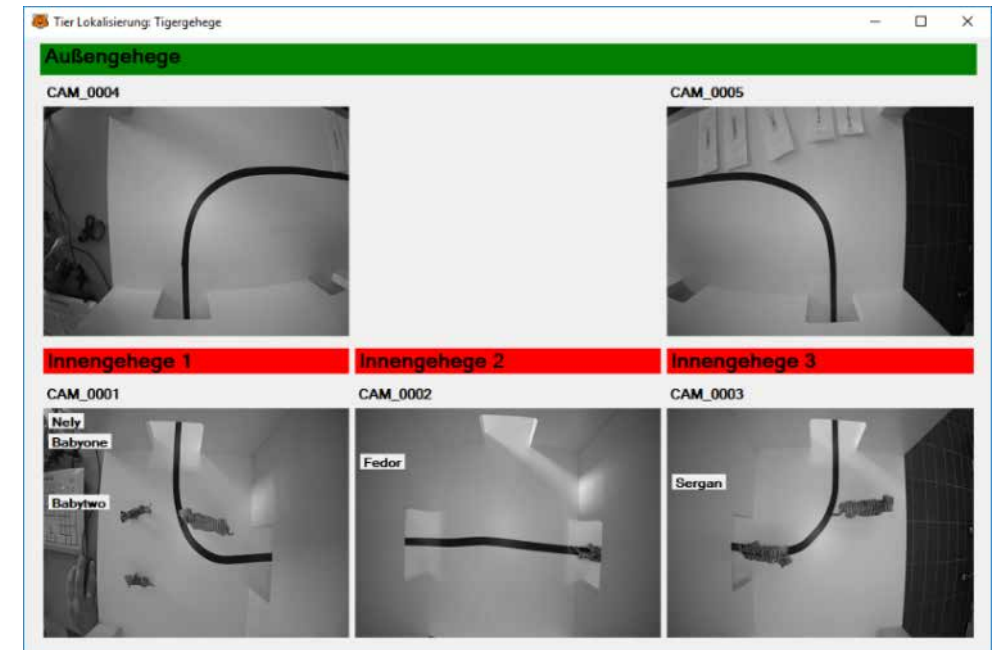 Tier Lokalisierung: Tigergehege
Außengehege
CAM_0004
CAM_0005
Innengehege 1
Innengehege 2
Innengehege 3
CAM_0001
CAM_0002
CAM_0003
Nely
Babyone
Babytwo
Fedor
Sergan